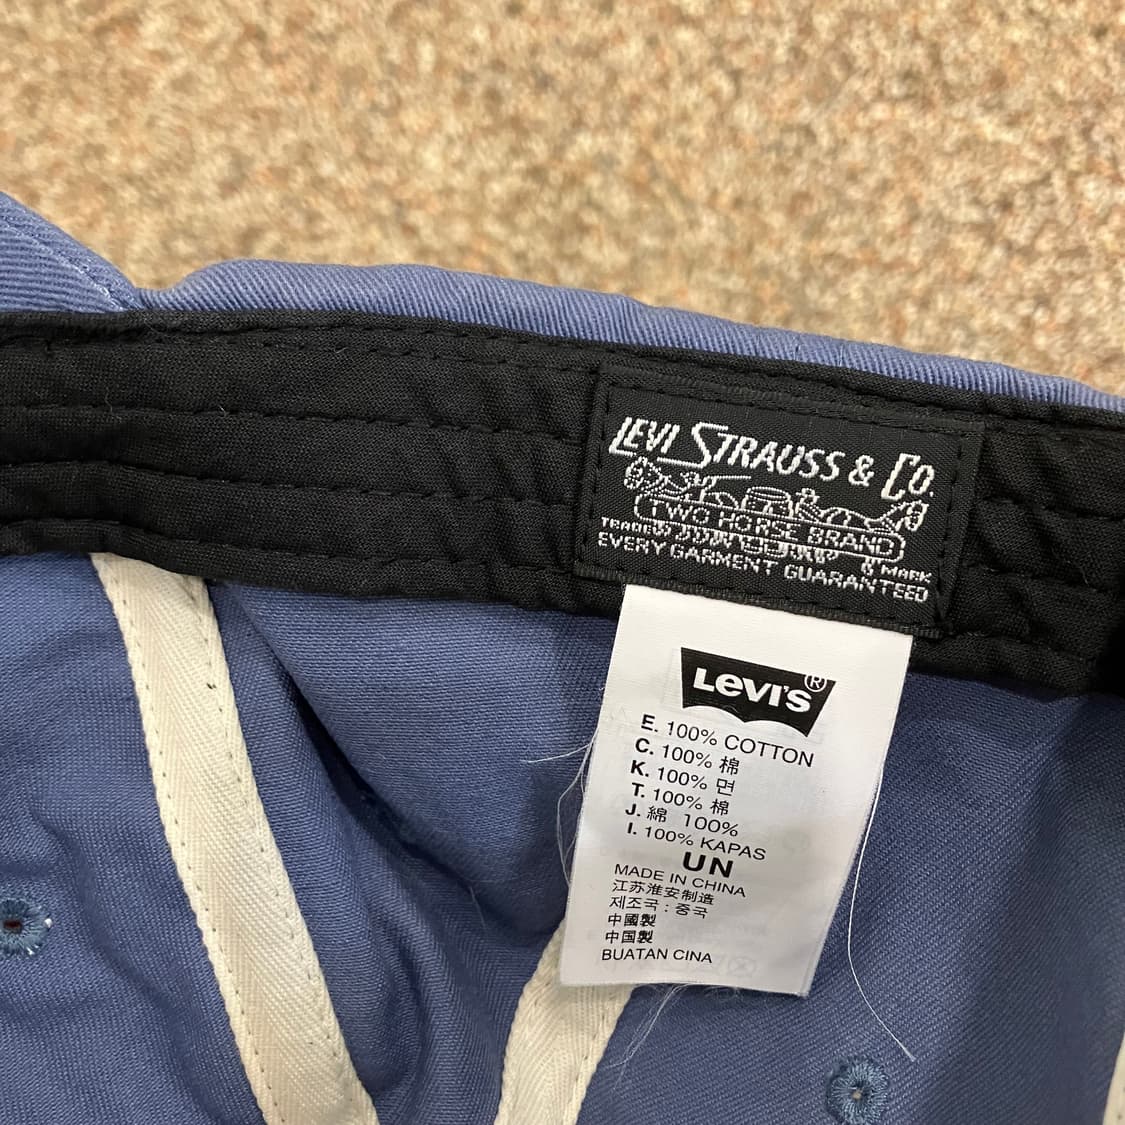 LEVI STRAUSS & CO.
TWO HORSE BRAND
TRADE MARK
EVERY GARMENT GUARANTEED
LEVI'S®
E. 100% COTTON
C. 100% 棉
K. 100% 면
T. 100% 棉
J. 綿 100%
I. 100% KAPAS
UN
MADE IN CHINA
江苏淮安制造
제조국 : 중국
中國製
中国製
BUATAN CINA